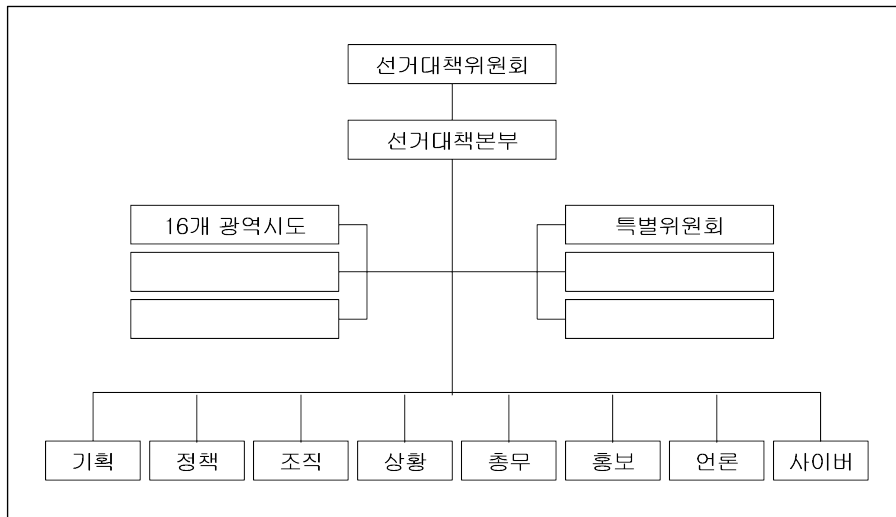 선거대책위원회
선거대책본부
16개 광역시도
특별위원회
기획
정책
조직
상황
총무
홍보
언론
사이버